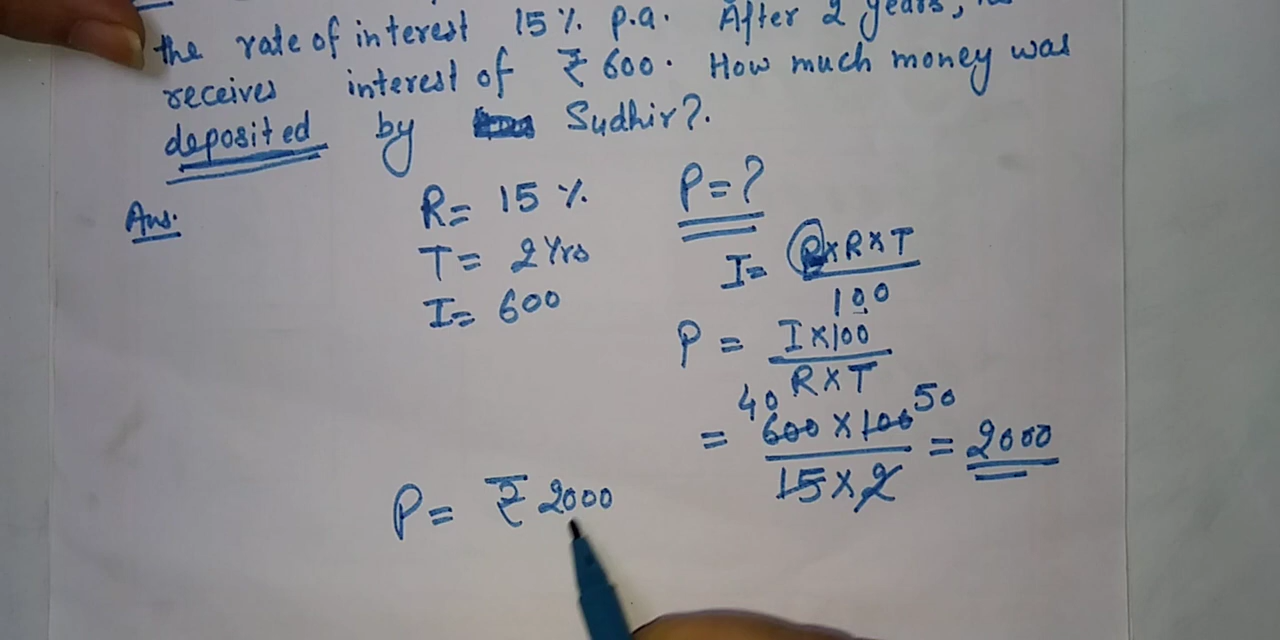 the rate of interest 15% p.a. After 2 years,
receives interest of ₹ 600. How much money was
deposited by Sudhir?.
Ans.
R= 15 %
T= 2 Yrs
I= 600
P=?
I= P×R×T
100
P = I×100
R×T
40 50
= 600 × 100 = 2000
15×2
P= ₹ 2000